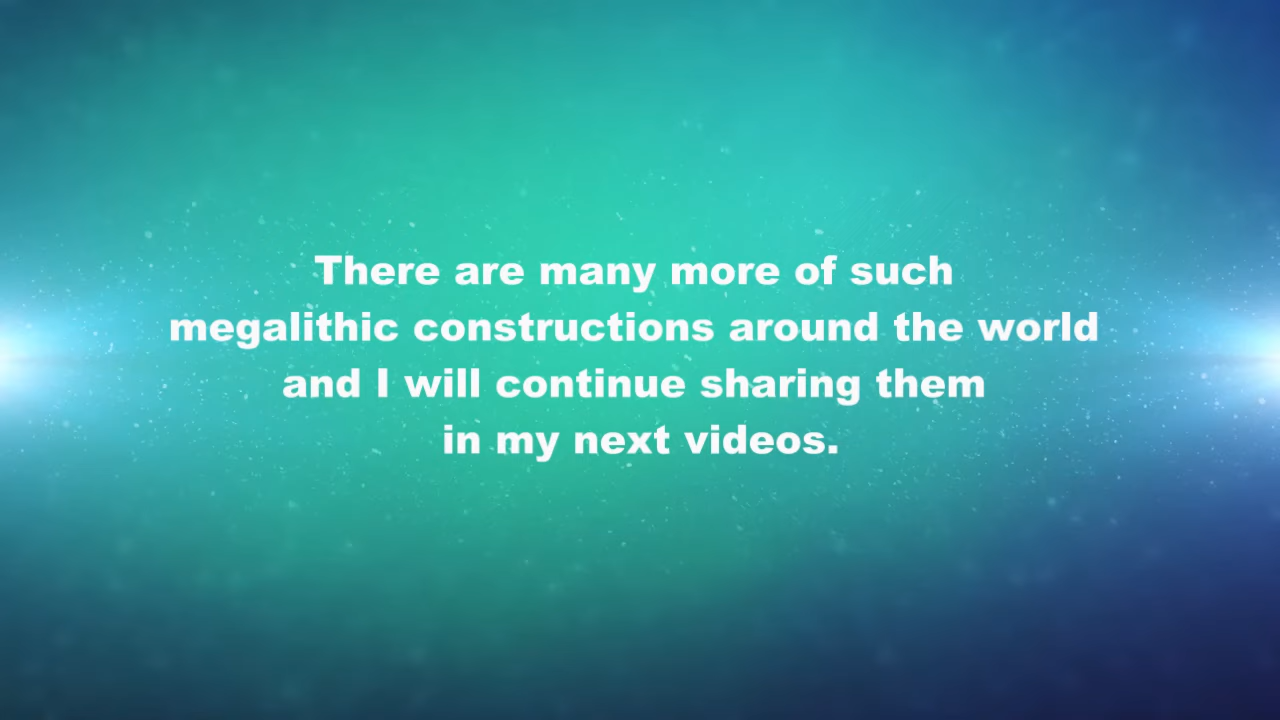 There are many more of such
megalithic constructions around the world
and I will continue sharing them
in my next videos.